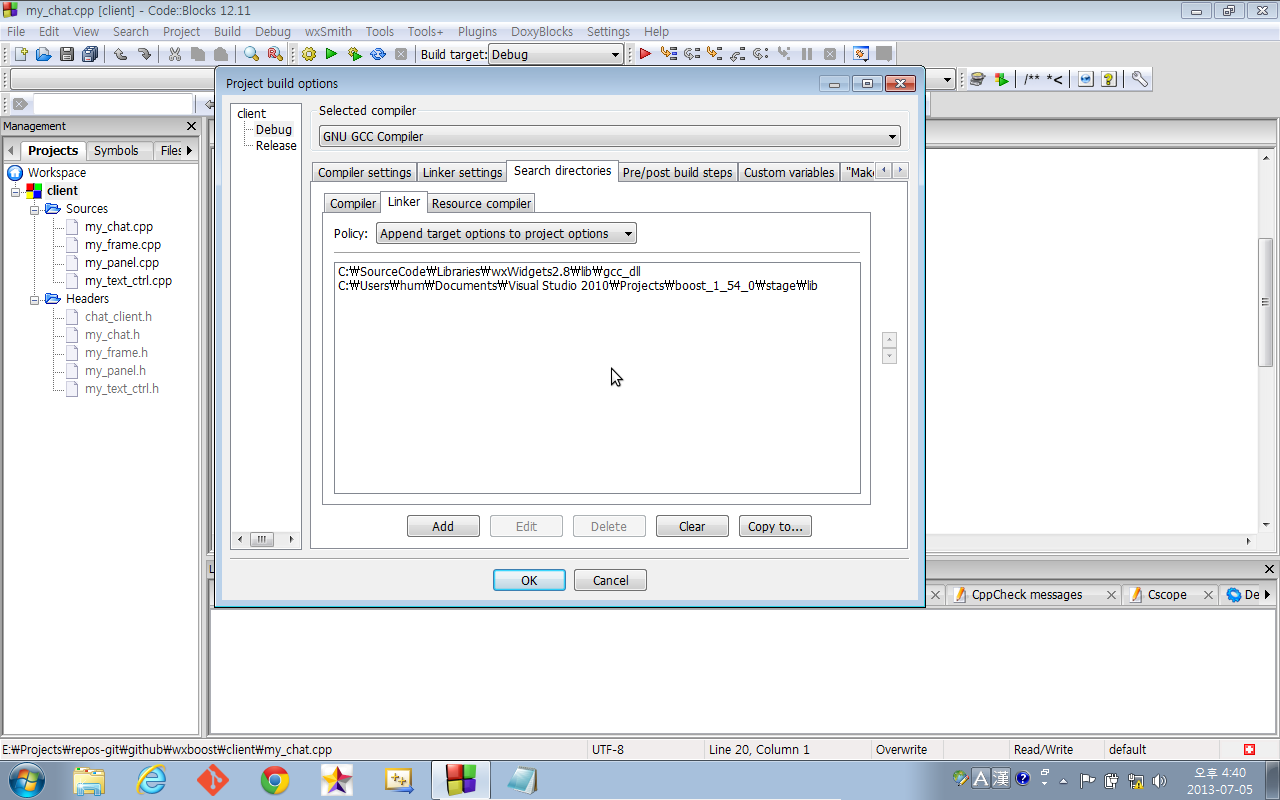 my_chat.cpp [client] - Code::Blocks 12.11
File Edit View Search Project Build Debug wxSmith Tools Tools+ Plugins DoxyBlocks Settings Help
Build target: Debug
/** *<
Project build options
client
Debug
Release
Selected compiler
GNU GCC Compiler
Compiler settings Linker settings Search directories Pre/post build steps Custom variables "Make
Compiler Linker Resource compiler
Policy: Append target options to project options
C:₩SourceCode₩Libraries₩wxWidgets2.8₩lib₩gcc_dll
C:₩Users₩hum₩Documents₩Visual Studio 2010₩Projects₩boost_1_54_0₩stage₩lib
Add Edit Delete Clear Copy to...
OK Cancel
Management
Projects Symbols Files
Workspace
client
Sources
my_chat.cpp
my_frame.cpp
my_panel.cpp
my_text_ctrl.cpp
Headers
chat_client.h
my_chat.h
my_frame.h
my_panel.h
my_text_ctrl.h
CppCheck messages Cscope De
E:₩Projects₩repos-git₩github₩wxboost₩client₩my_chat.cpp UTF-8 Line 20, Column 1 Overwrite Read/Write default
A 漢
오후 4:40
2013-07-05